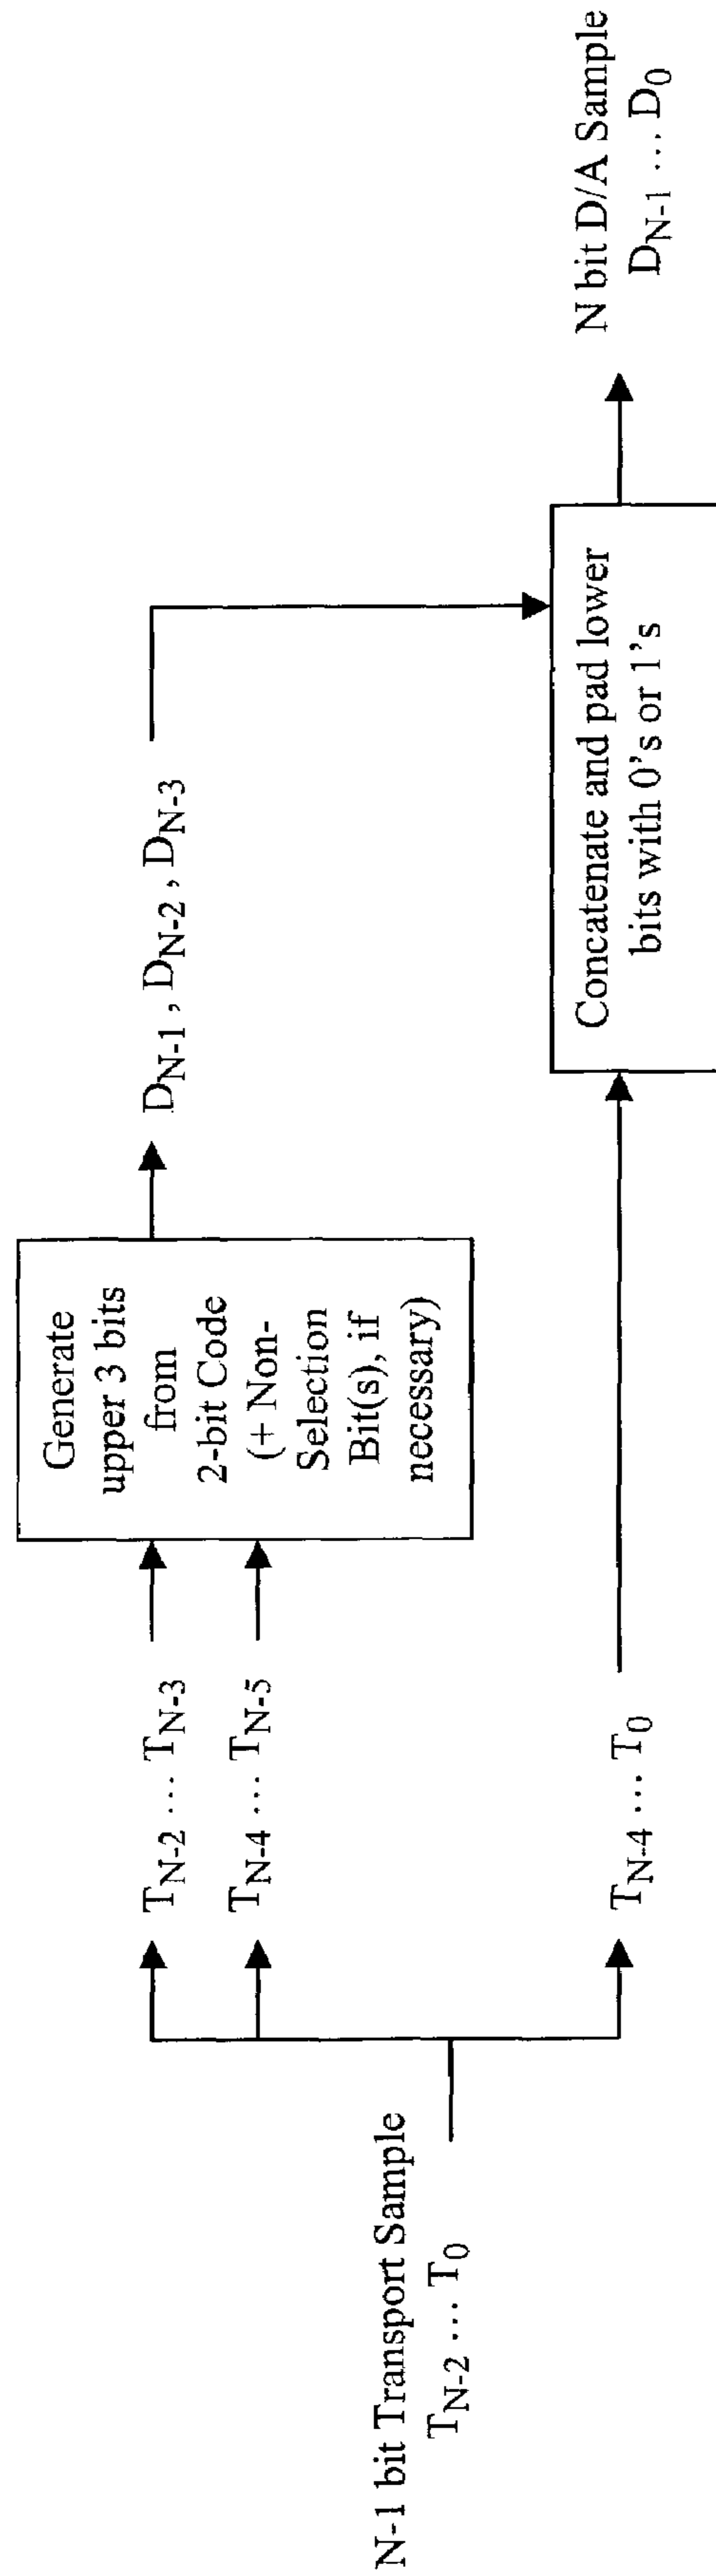 N-1 bit Transport Sample
T_{N-2} ... T_0
T_{N-2} ... T_{N-3}
T_{N-4} ... T_{N-5}
T_{N-4} ... T_0
Generate
upper 3 bits
from
2-bit Code
(+ Non-
Selection
Bit(s), if
necessary)
D_{N-1} , D_{N-2} , D_{N-3}
Concatenate and pad lower
bits with 0's or 1's
N bit D/A Sample
D_{N-1} ... D_0